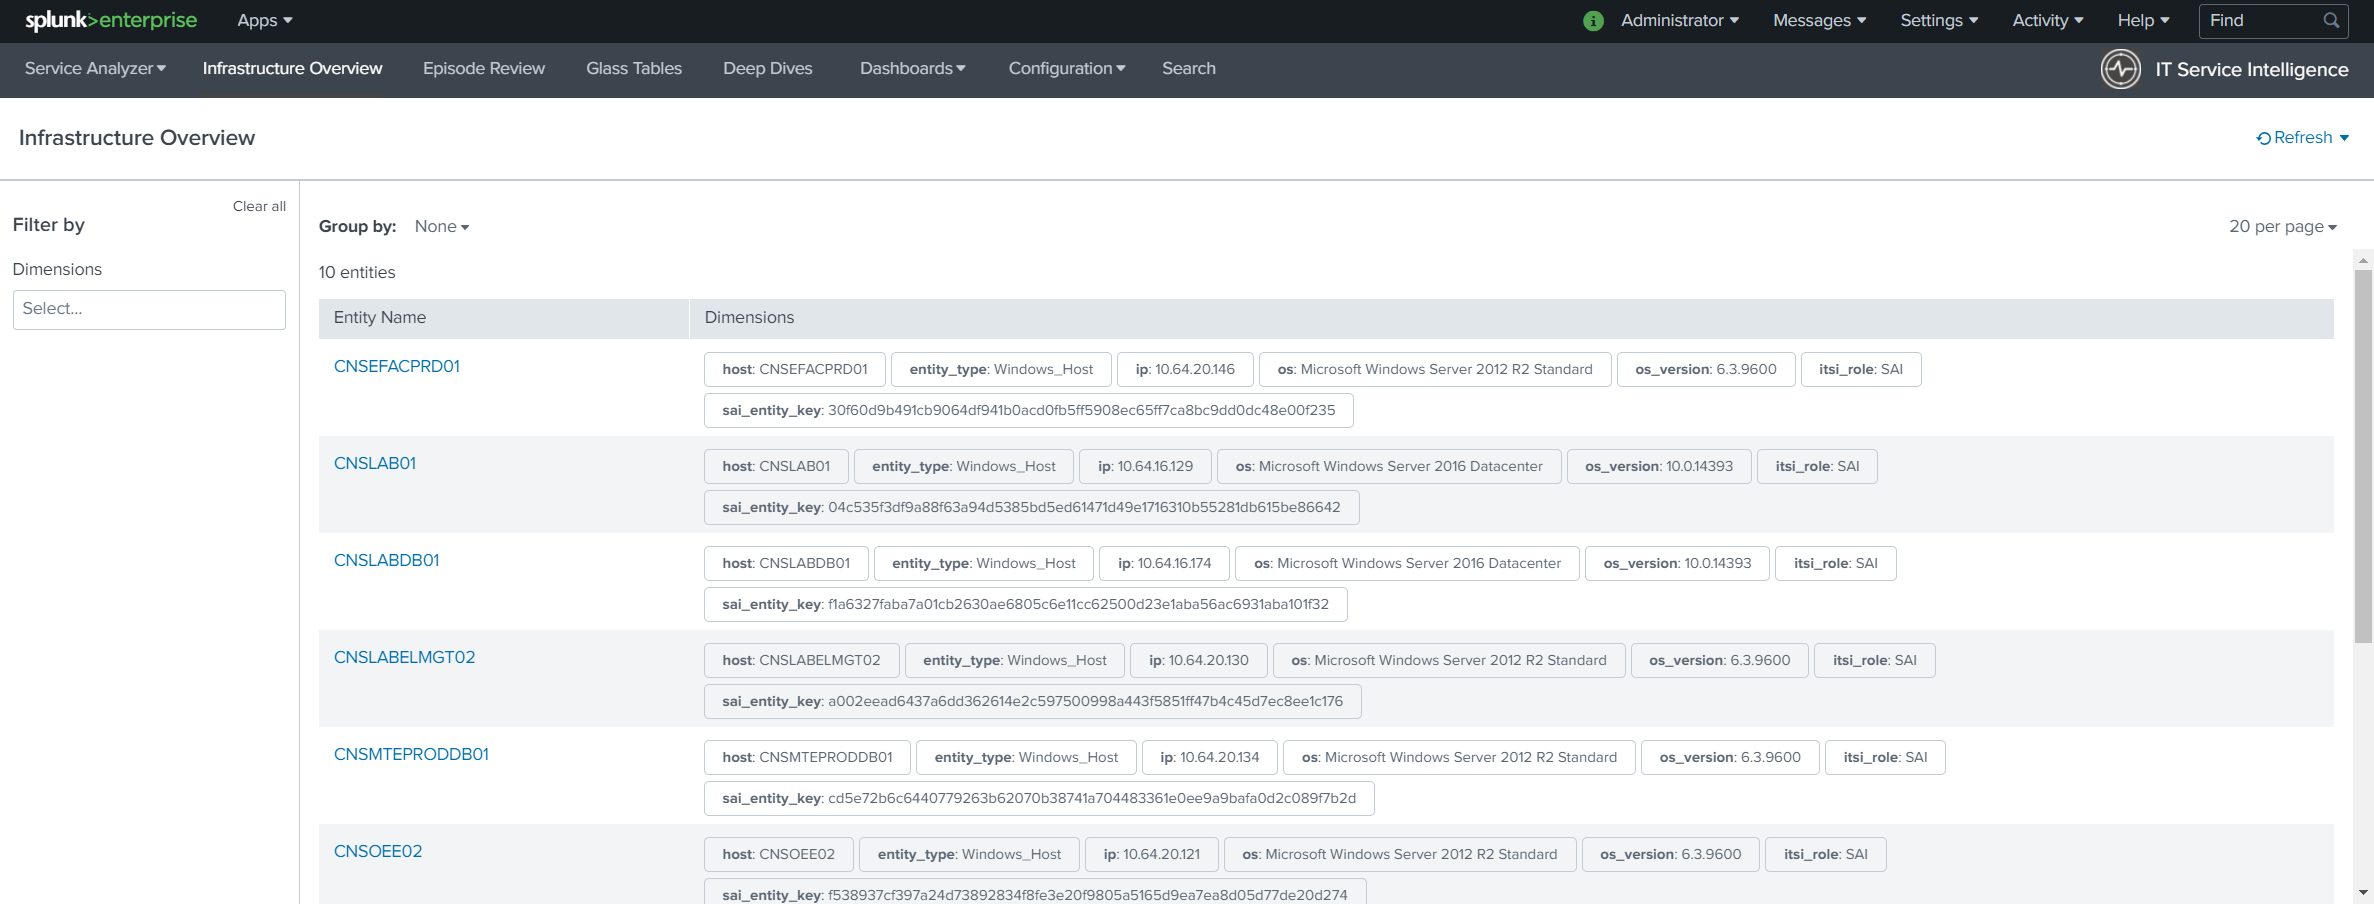 splunk>enterprise Apps Administrator Messages Settings Activity Help Find
Service Analyzer Infrastructure Overview Episode Review Glass Tables Deep Dives Dashboards Configuration Search IT Service Intelligence
Infrastructure Overview Refresh
Clear all
Filter by
Dimensions
Select...
Group by: None 20 per page
10 entities
Entity Name Dimensions
CNSEFACPRD01 host: CNSEFACPRD01 entity_type: Windows_Host ip: 10.64.20.146 os: Microsoft Windows Server 2012 R2 Standard os_version: 6.3.9600 itsi_role: SAI
sai_entity_key: 30f60d9b491cb9064df941b0acd0fb5ff5908ec65ff7ca8bc9dd0dc48e00f235
CNSLAB01 host: CNSLAB01 entity_type: Windows_Host ip: 10.64.16.129 os: Microsoft Windows Server 2016 Datacenter os_version: 10.0.14393 itsi_role: SAI
sai_entity_key: 04c535f3df9a88f63a94d5385bd5ed61471d49e1716310b55281db615be86642
CNSLABDB01 host: CNSLABDB01 entity_type: Windows_Host ip: 10.64.16.174 os: Microsoft Windows Server 2016 Datacenter os_version: 10.0.14393 itsi_role: SAI
sai_entity_key: f1a6327faba7a01cb2630ae6805c6e11cc62500d23e1aba56ac6931aba101f32
CNSLABELMGT02 host: CNSLABELMGT02 entity_type: Windows_Host ip: 10.64.20.130 os: Microsoft Windows Server 2012 R2 Standard os_version: 6.3.9600 itsi_role: SAI
sai_entity_key: a002eead6437a6dd362614e2c597500998a443f5851ff47b4c45d7ec8ee1c176
CNSMTEPRODDB01 host: CNSMTEPRODDB01 entity_type: Windows_Host ip: 10.64.20.134 os: Microsoft Windows Server 2012 R2 Standard os_version: 6.3.9600 itsi_role: SAI
sai_entity_key: cd5e72b6c6440779263b62070b38741a704483361e0ee9a9bafa0d2c089f7b2d
CNSOEE02 host: CNSOEE02 entity_type: Windows_Host ip: 10.64.20.121 os: Microsoft Windows Server 2012 R2 Standard os_version: 6.3.9600 itsi_role: SAI
sai_entity_key: f538937cf397a24d73892834f8fe3e20f9805a5165d9ea7ea8d05d77de20d274